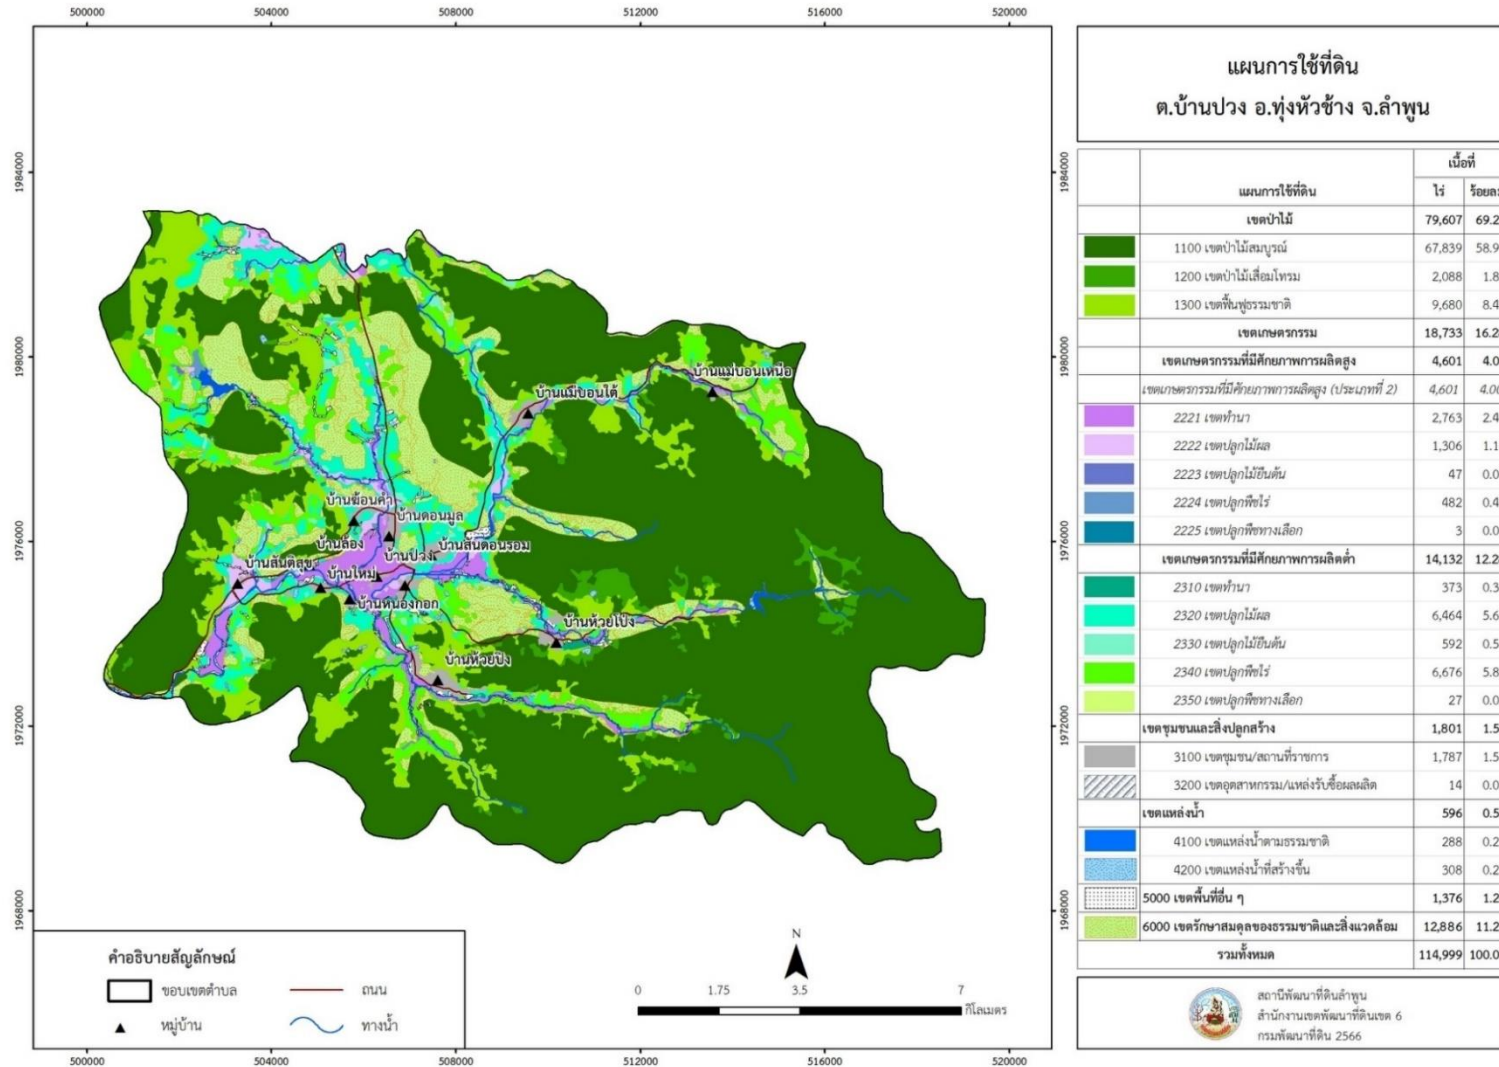 500000 504000 508000 512000 516000 520000
แผนการใช้ที่ดิน
ต.บ้านปวง อ.ทุ่งหัวช้าง จ.ลำพูน
1984000 1984000
1980000 1980000
1976000 1976000
1972000 1972000
1968000 1968000
บ้านแม่บอนเหนือ
บ้านแม่บอนใต้
บ้านฆ้อนคำ
บ้านดอนมูล
บ้านล้อง
บ้านปวง
บ้านสันดอนรอม
บ้านสันติสุข
บ้านใหม่
บ้านหนองกอก
บ้านห้วยโป่ง
บ้านห้วยปิง
แผนการใช้ที่ดิน เนื้อที่
ไร่ ร้อยละ
เขตป่าไม้ 79,607 69.2
1100 เขตป่าไม้สมบูรณ์ 67,839 58.9
1200 เขตป่าไม้เสื่อมโทรม 2,088 1.8
1300 เขตฟื้นฟูธรรมชาติ 9,680 8.4
เขตเกษตรกรรม 18,733 16.2
เขตเกษตรกรรมที่มีศักยภาพการผลิตสูง 4,601 4.0
เขตเกษตรกรรมที่มีศักยภาพการผลิตสูง (ประเภทที่ 2) 4,601 4.00
2221 เขตทำนา 2,763 2.4
2222 เขตปลูกไม้ผล 1,306 1.1
2223 เขตปลูกไม้ยืนต้น 47 0.0
2224 เขตปลูกพืชไร่ 482 0.4
2225 เขตปลูกพืชทางเลือก 3 0.0
เขตเกษตรกรรมที่มีศักยภาพการผลิตต่ำ 14,132 12.2
2310 เขตทำนา 373 0.3
2320 เขตปลูกไม้ผล 6,464 5.6
2330 เขตปลูกไม้ยืนต้น 592 0.5
2340 เขตปลูกพืชไร่ 6,676 5.8
2350 เขตปลูกพืชทางเลือก 27 0.0
เขตชุมชนและสิ่งปลูกสร้าง 1,801 1.5
3100 เขตชุมชน/สถานที่ราชการ 1,787 1.5
3200 เขตอุตสาหกรรม/แหล่งรับซื้อผลผลิต 14 0.0
เขตแหล่งน้ำ 596 0.5
4100 เขตแหล่งน้ำตามธรรมชาติ 288 0.2
4200 เขตแหล่งน้ำที่สร้างขึ้น 308 0.2
5000 เขตพื้นที่อื่น ๆ 1,376 1.2
6000 เขตรักษาสมดุลของธรรมชาติและสิ่งแวดล้อม 12,886 11.2
รวมทั้งหมด 114,999 100.0
คำอธิบายสัญลักษณ์
ขอบเขตตำบล ถนน
หมู่บ้าน ทางน้ำ
N
0 1.75 3.5 7
กิโลเมตร
สถานีพัฒนาที่ดินลำพูน
สำนักงานเขตพัฒนาที่ดินเขต 6
กรมพัฒนาที่ดิน 2566
500000 504000 508000 512000 516000 520000